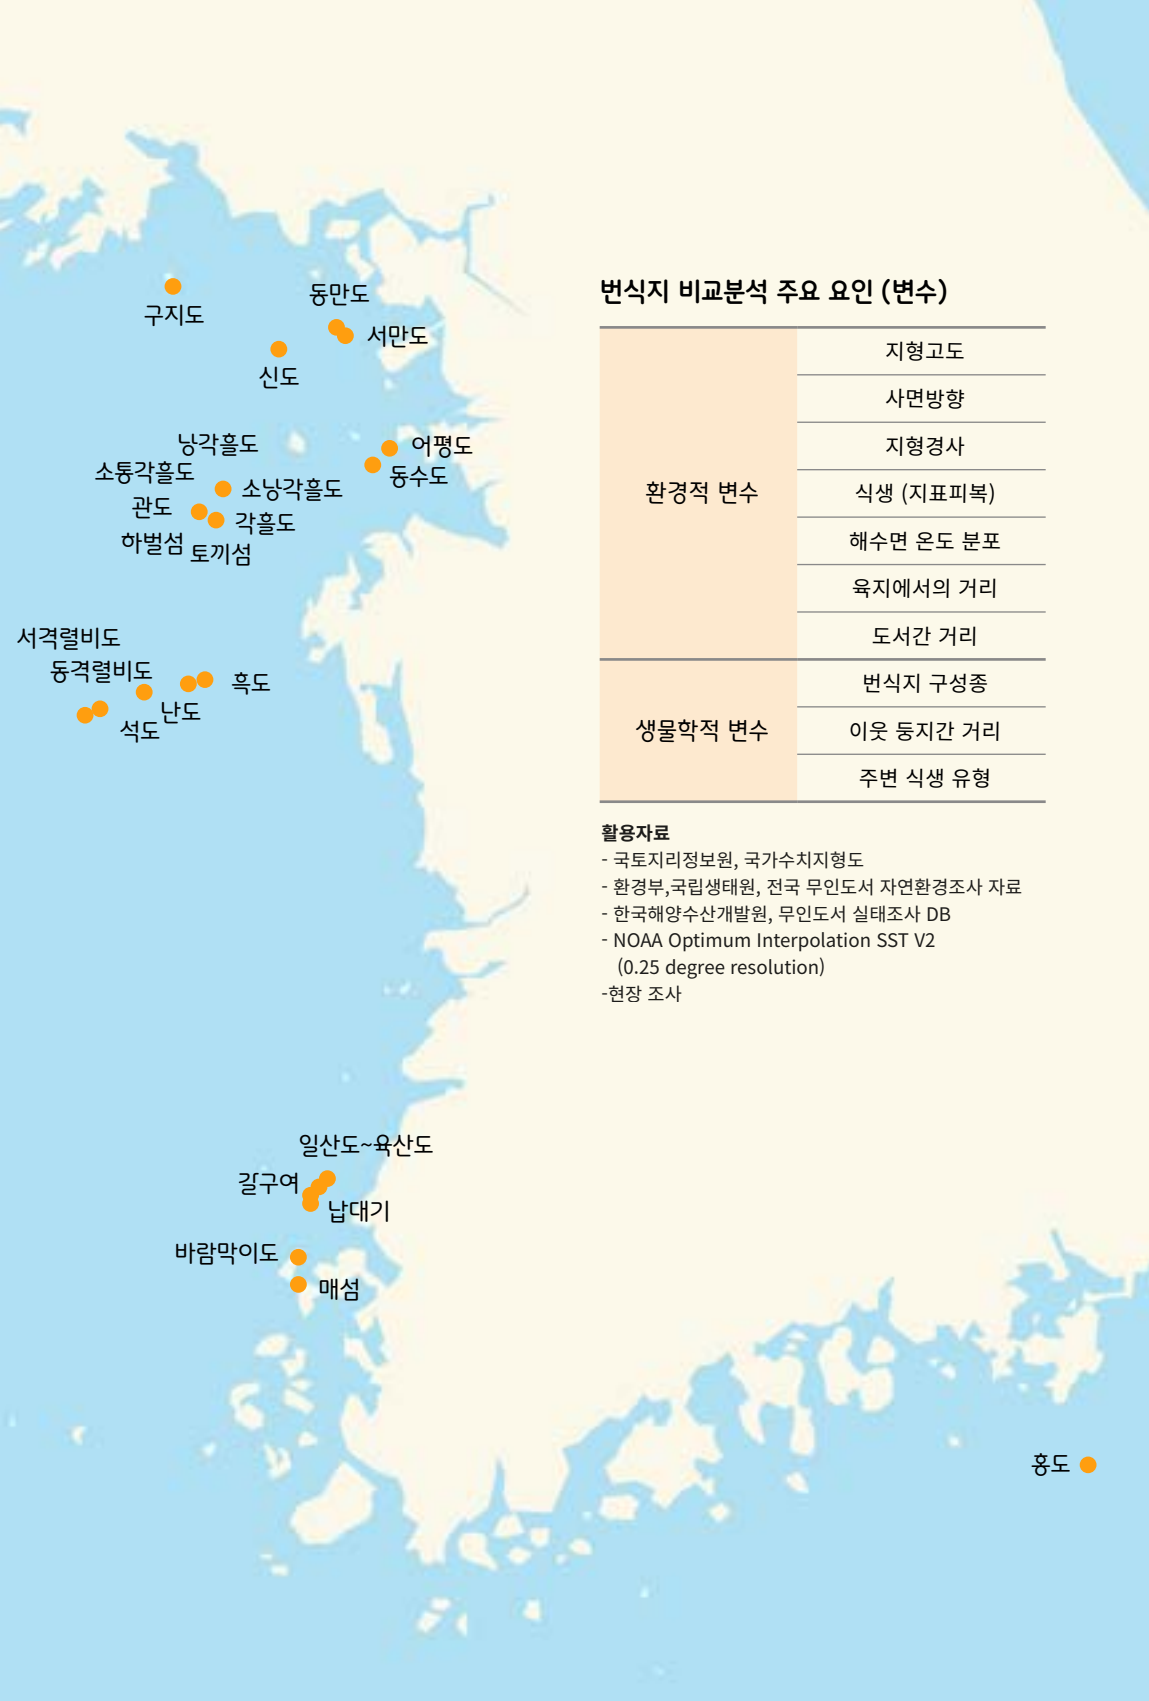 구지도
동만도
서만도
신도
낭각흘도
소통각흘도
소낭각흘도
관도
각흘도
하벌섬
토끼섬
어평도
동수도
서격렬비도
동격렬비도
흑도
난도
석도
일산도~육산도
갈구여
납대기
바람막이도
매섬
홍도
번식지 비교분석 주요 요인 (변수)
환경적 변수
지형고도
사면방향
지형경사
식생 (지표피복)
해수면 온도 분포
육지에서의 거리
도서간 거리
생물학적 변수
번식지 구성종
이웃 둥지간 거리
주변 식생 유형
활용자료
- 국토지리정보원, 국가수치지형도
- 환경부,국립생태원, 전국 무인도서 자연환경조사 자료
- 한국해양수산개발원, 무인도서 실태조사 DB
- NOAA Optimum Interpolation SST V2
(0.25 degree resolution)
-현장 조사